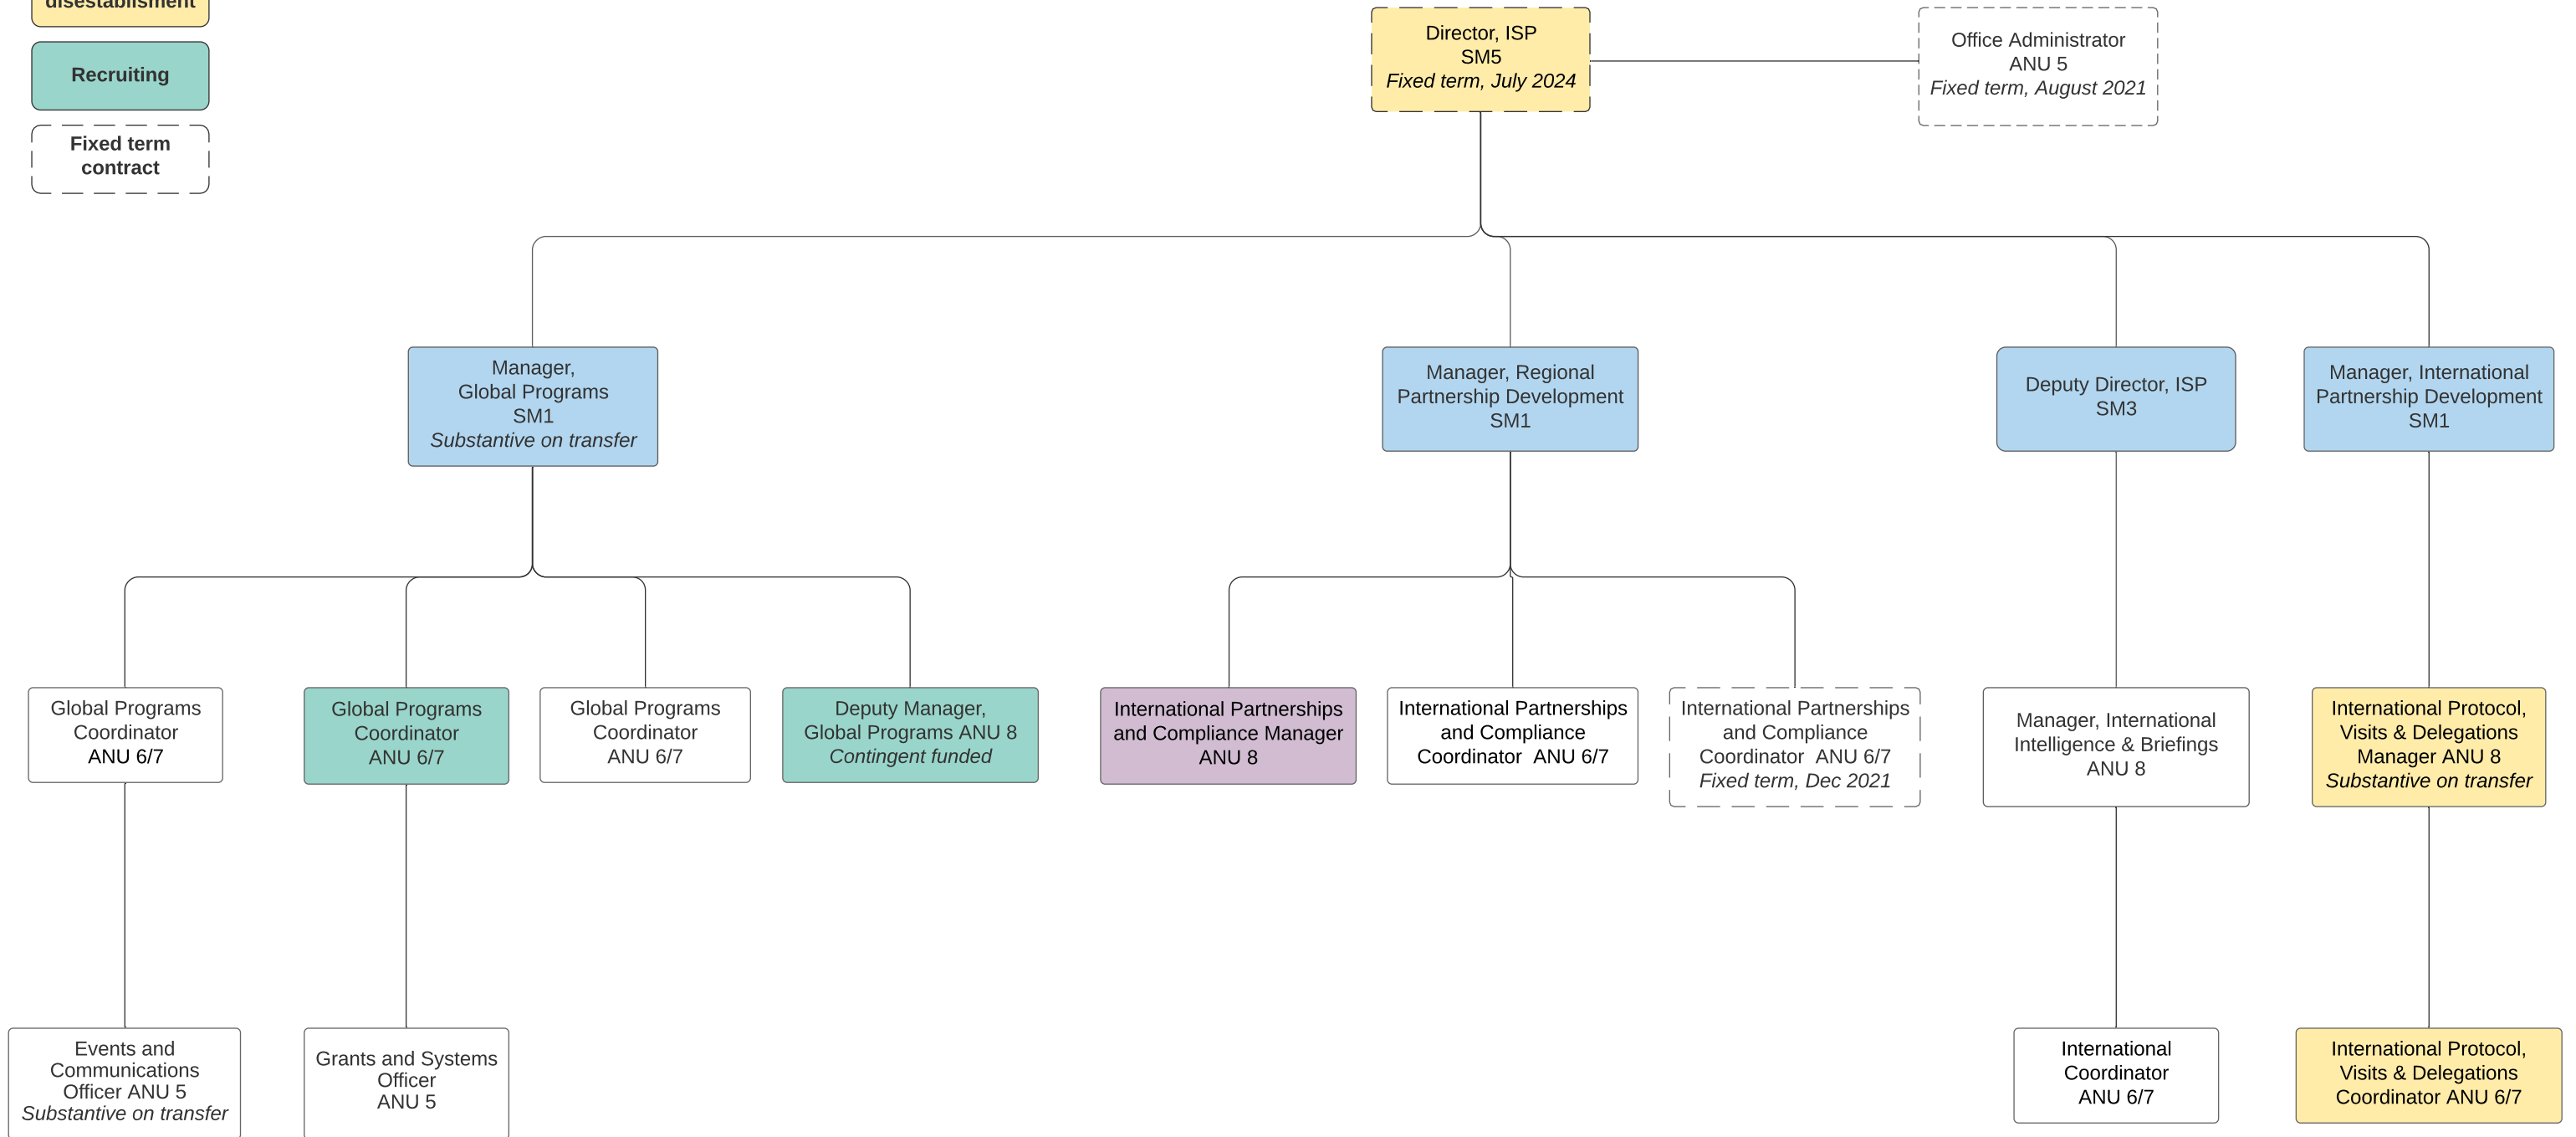 disestablisment
Recruiting
Fixed term
contract
Director, ISP
SM5
Fixed term, July 2024
Office Administrator
ANU 5
Fixed term, August 2021
Manager,
Global Programs
SM1
Substantive on transfer
Manager, Regional
Partnership Development
SM1
Deputy Director, ISP
SM3
Manager, International
Partnership Development
SM1
Global Programs
Coordinator
ANU 6/7
Global Programs
Coordinator
ANU 6/7
Global Programs
Coordinator
ANU 6/7
Deputy Manager,
Global Programs ANU 8
Contingent funded
International Partnerships
and Compliance Manager
ANU 8
International Partnerships
and Compliance
Coordinator  ANU 6/7
International Partnerships
and Compliance
Coordinator  ANU 6/7
Fixed term, Dec 2021
Manager, International
Intelligence & Briefings
ANU 8
International Protocol,
Visits & Delegations
Manager ANU 8
Substantive on transfer
Events and
Communications
Officer ANU 5
Substantive on transfer
Grants and Systems
Officer
ANU 5
International
Coordinator
ANU 6/7
International Protocol,
Visits & Delegations
Coordinator ANU 6/7